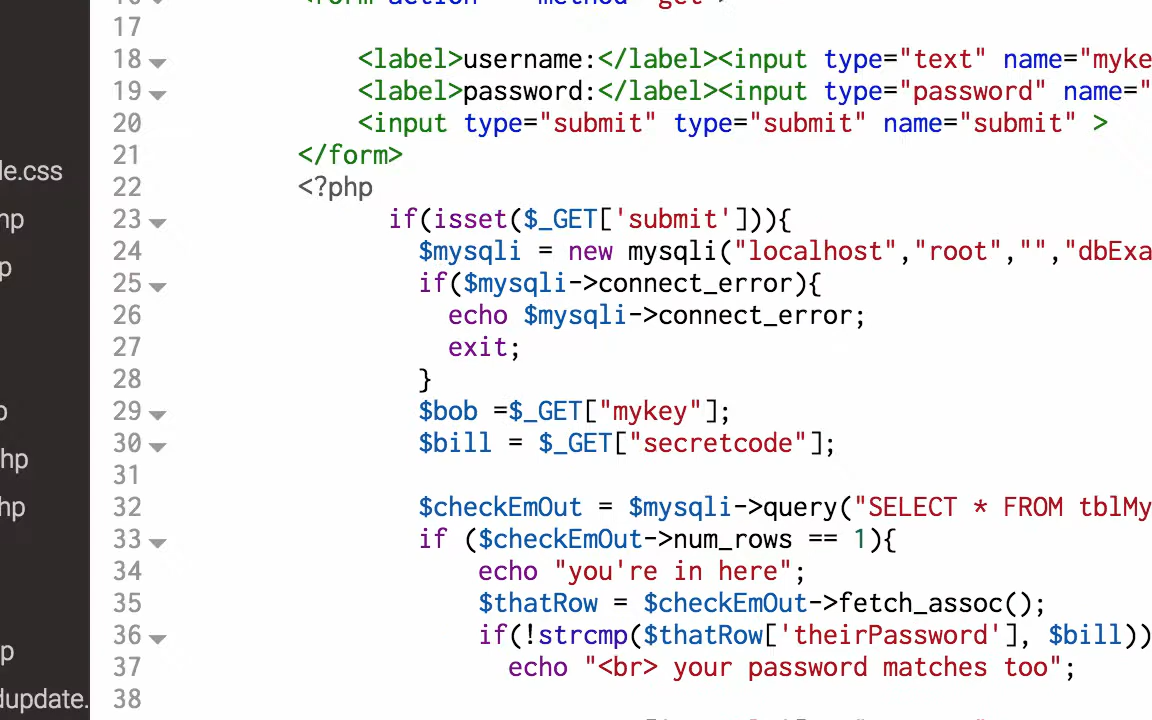 17
18 <label>username:</label><input type="text" name="myke
19 <label>password:</label><input type="password" name="
20 <input type="submit" type="submit" name="submit" >
21 </form>
le.css
22 <?php
23 if(isset($_GET['submit'])){
24 $mysqli = new mysqli("localhost","root","","dbExa
25 if($mysqli->connect_error){
26 echo $mysqli->connect_error;
27 exit;
28 }
29 $bob =$_GET["mykey"];
30 $bill = $_GET["secretcode"];
31
32 $checkEmOut = $mysqli->query("SELECT * FROM tblMy
33 if ($checkEmOut->num_rows == 1){
34 echo "you're in here";
35 $thatRow = $checkEmOut->fetch_assoc();
36 if(!strcmp($thatRow['theirPassword'], $bill))
37 echo "<br> your password matches too";
dupdate.
38